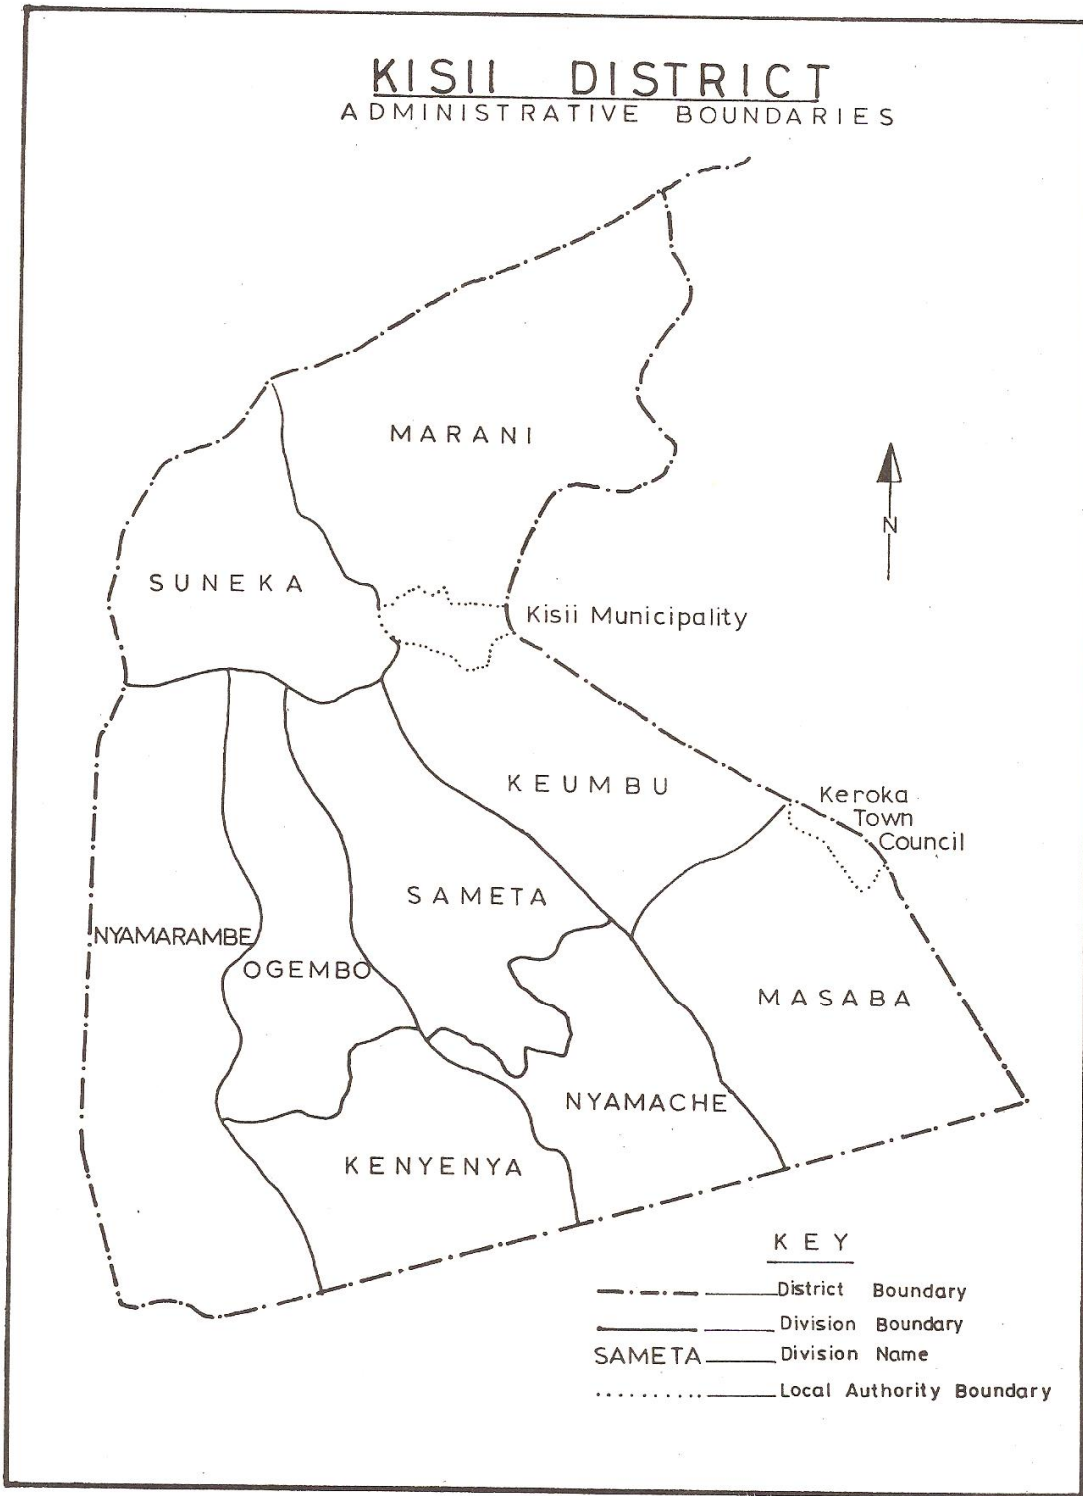 KISII DISTRICT
ADMINISTRATIVE BOUNDARIES
MARANI
N
SUNEKA
Kisii Municipality
KEUMBU
Keroka
Town
Council
SAMETA
NYAMARAMBE
OGEMBO
MASABA
NYAMACHE
KENYENYA
KEY
District Boundary
Division Boundary
SAMETA Division Name
Local Authority Boundary